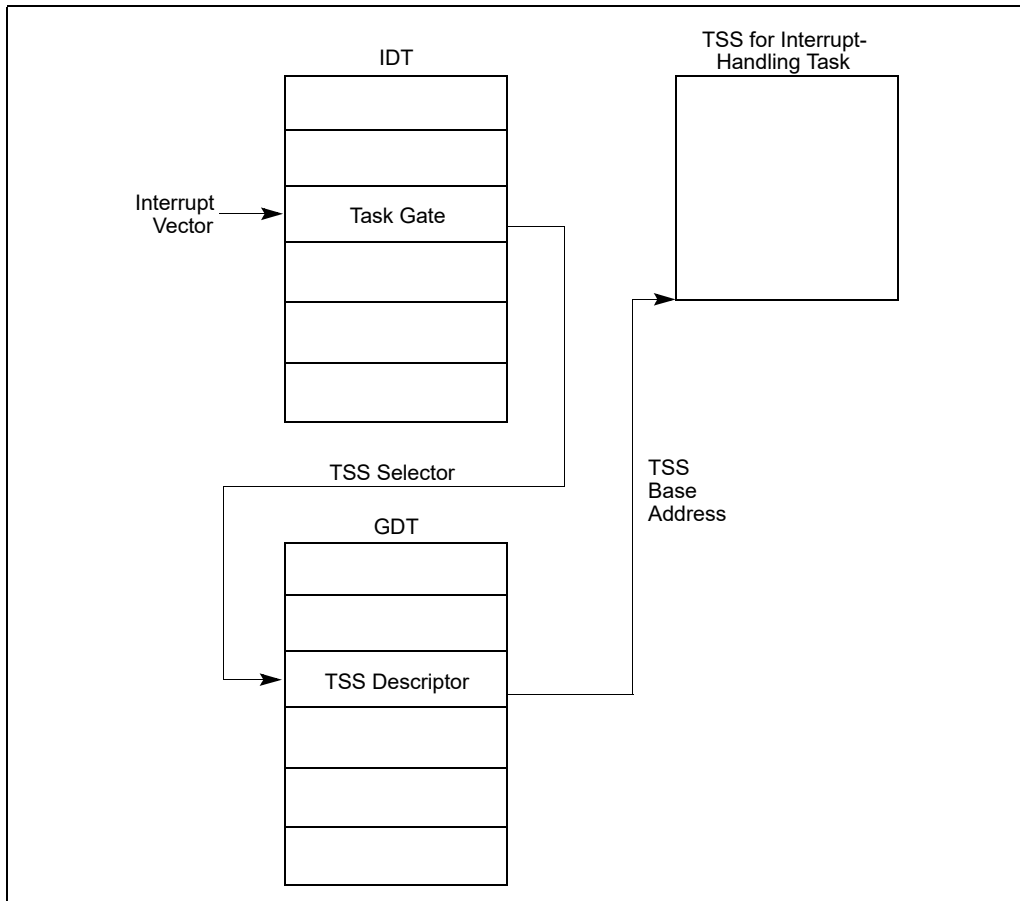 TSS for Interrupt-
Handling Task
IDT
Interrupt
Vector
Task Gate
TSS Selector
TSS
Base
Address
GDT
TSS Descriptor